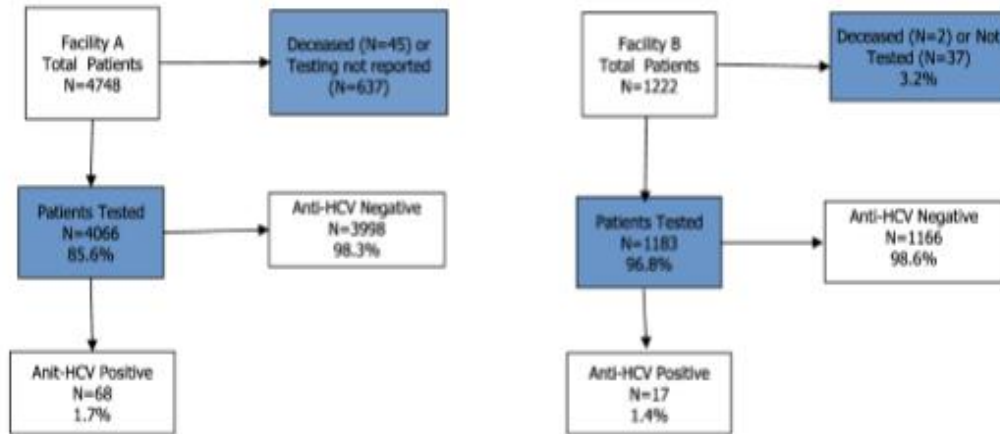 Facility A
Total Patients
N=4748
Deceased (N=45) or
Testing not reported
(N=637)
Patients Tested
N=4066
85.6%
Anti-HCV Negative
N=3998
98.3%
Anit-HCV Positive
N=68
1.7%
Facility B
Total Patients
N=1222
Deceased (N=2) or Not
Tested (N=37)
3.2%
Patients Tested
N=1183
96.8%
Anti-HCV Negative
N=1166
98.6%
Anti-HCV Positive
N=17
1.4%